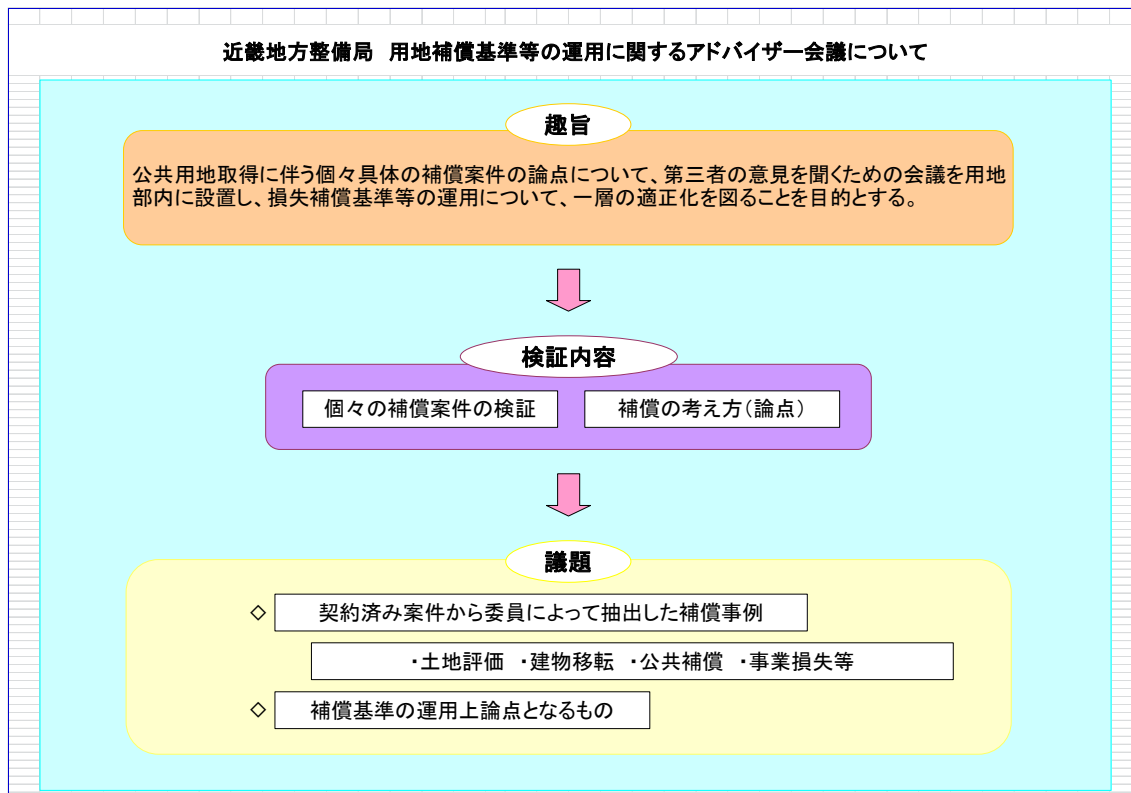 近畿地方整備局　用地補償基準等の運用に関するアドバイザー会議について
趣旨
公共用地取得に伴う個々具体の補償案件の論点について、第三者の意見を聞くための会議を用地
部内に設置し、損失補償基準等の運用について、一層の適正化を図ることを目的とする。
検証内容
個々の補償案件の検証
補償の考え方（論点）
議題
◇ 契約済み案件から委員によって抽出した補償事例
・土地評価 ・建物移転 ・公共補償 ・事業損失等
◇ 補償基準の運用上論点となるもの